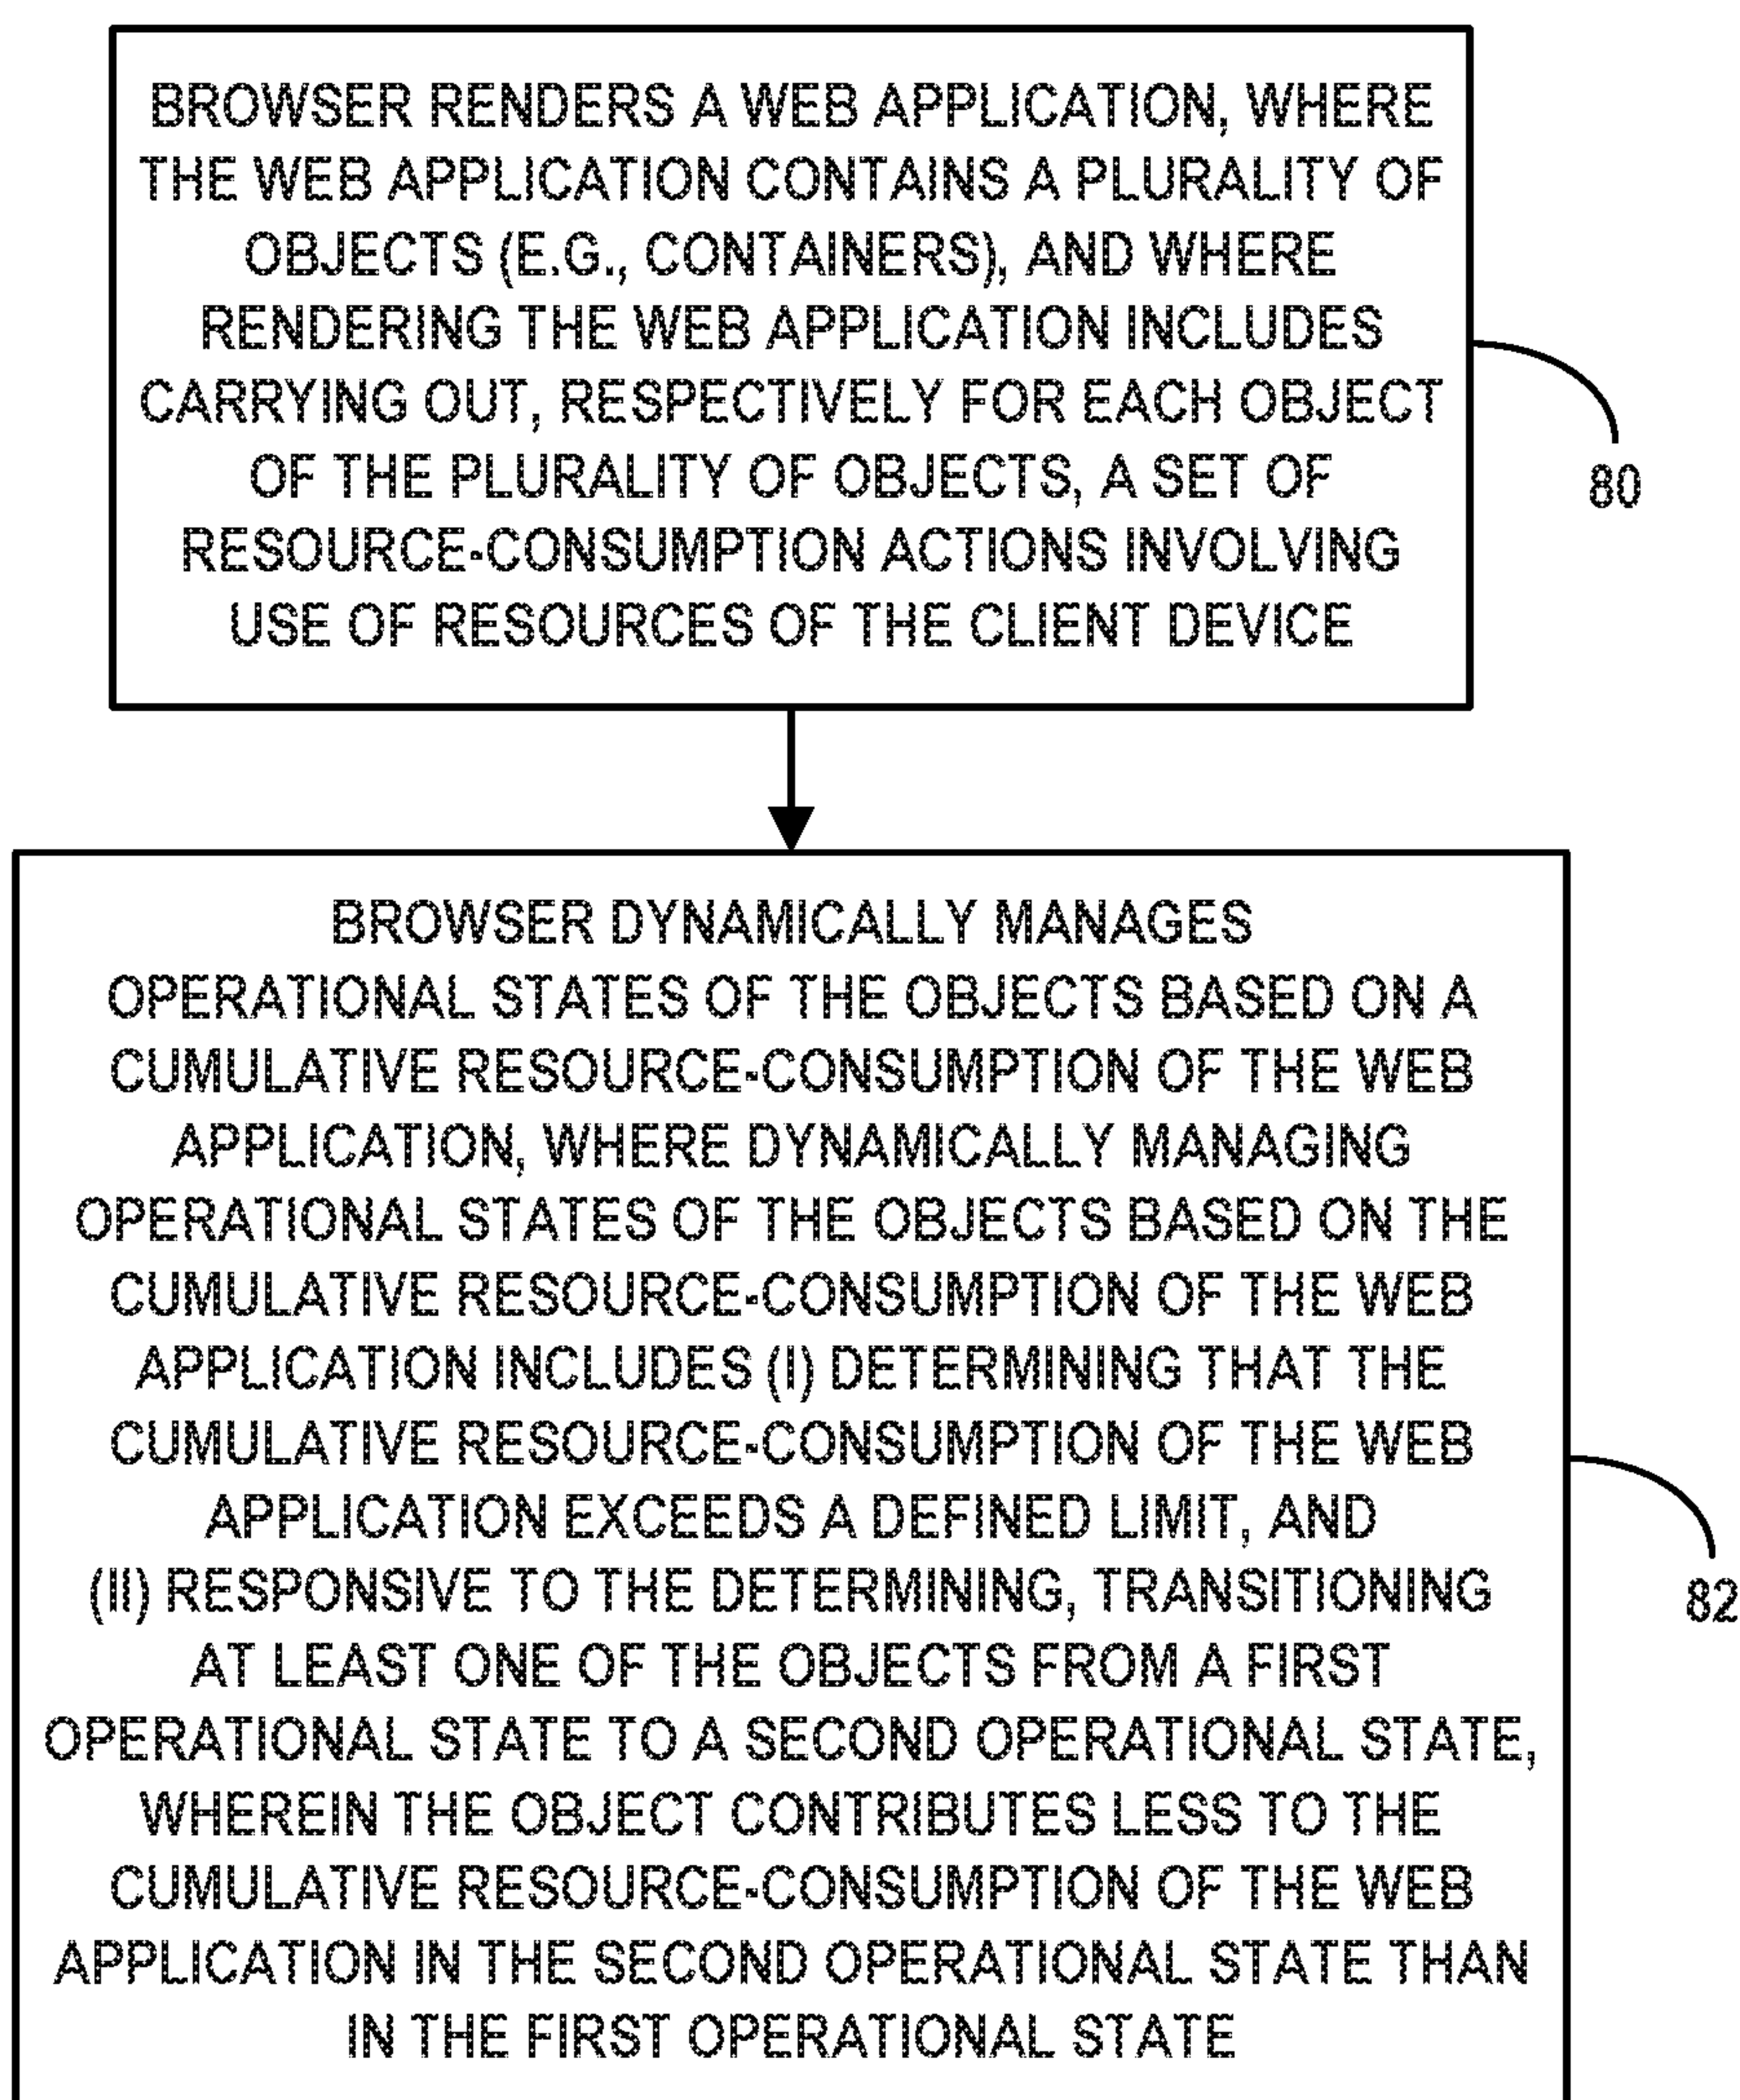 BROWSER RENDERS A WEB APPLICATION, WHERE
THE WEB APPLICATION CONTAINS A PLURALITY OF
OBJECTS (E.G., CONTAINERS), AND WHERE
RENDERING THE WEB APPLICATION INCLUDES
CARRYING OUT, RESPECTIVELY FOR EACH OBJECT
OF THE PLURALITY OF OBJECTS, A SET OF
RESOURCE-CONSUMPTION ACTIONS INVOLVING
USE OF RESOURCES OF THE CLIENT DEVICE
80
BROWSER DYNAMICALLY MANAGES
OPERATIONAL STATES OF THE OBJECTS BASED ON A
CUMULATIVE RESOURCE-CONSUMPTION OF THE WEB
APPLICATION, WHERE DYNAMICALLY MANAGING
OPERATIONAL STATES OF THE OBJECTS BASED ON THE
CUMULATIVE RESOURCE-CONSUMPTION OF THE WEB
APPLICATION INCLUDES (I) DETERMINING THAT THE
CUMULATIVE RESOURCE-CONSUMPTION OF THE WEB
APPLICATION EXCEEDS A DEFINED LIMIT, AND
(II) RESPONSIVE TO THE DETERMINING, TRANSITIONING
AT LEAST ONE OF THE OBJECTS FROM A FIRST
OPERATIONAL STATE TO A SECOND OPERATIONAL STATE,
WHEREIN THE OBJECT CONTRIBUTES LESS TO THE
CUMULATIVE RESOURCE-CONSUMPTION OF THE WEB
APPLICATION IN THE SECOND OPERATIONAL STATE THAN
IN THE FIRST OPERATIONAL STATE
82